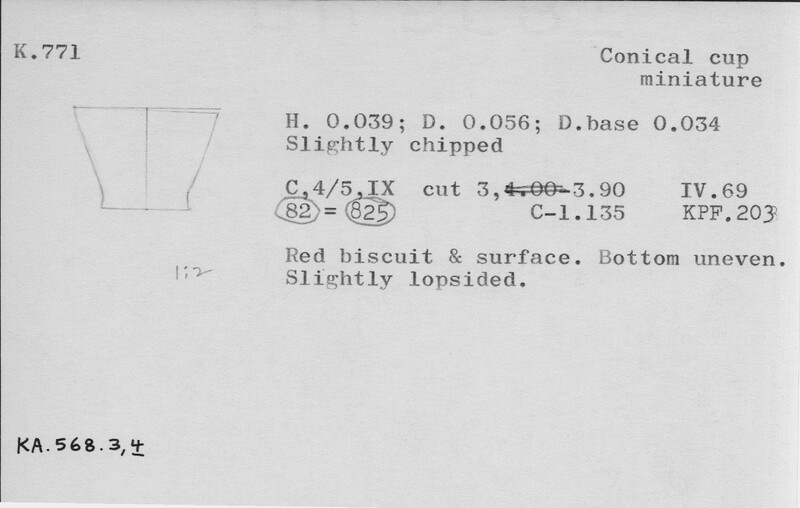 K.771
Conical cup
miniature
H. 0.039; D. 0.056; D.base 0.034
Slightly chipped
C,4/5,IX cut 3,4.00-3.90 IV.69
82 = 825 C-1.135 KPF.203
Red biscuit & surface. Bottom uneven.
Slightly lopsided.
1:2
KA.568.3,4